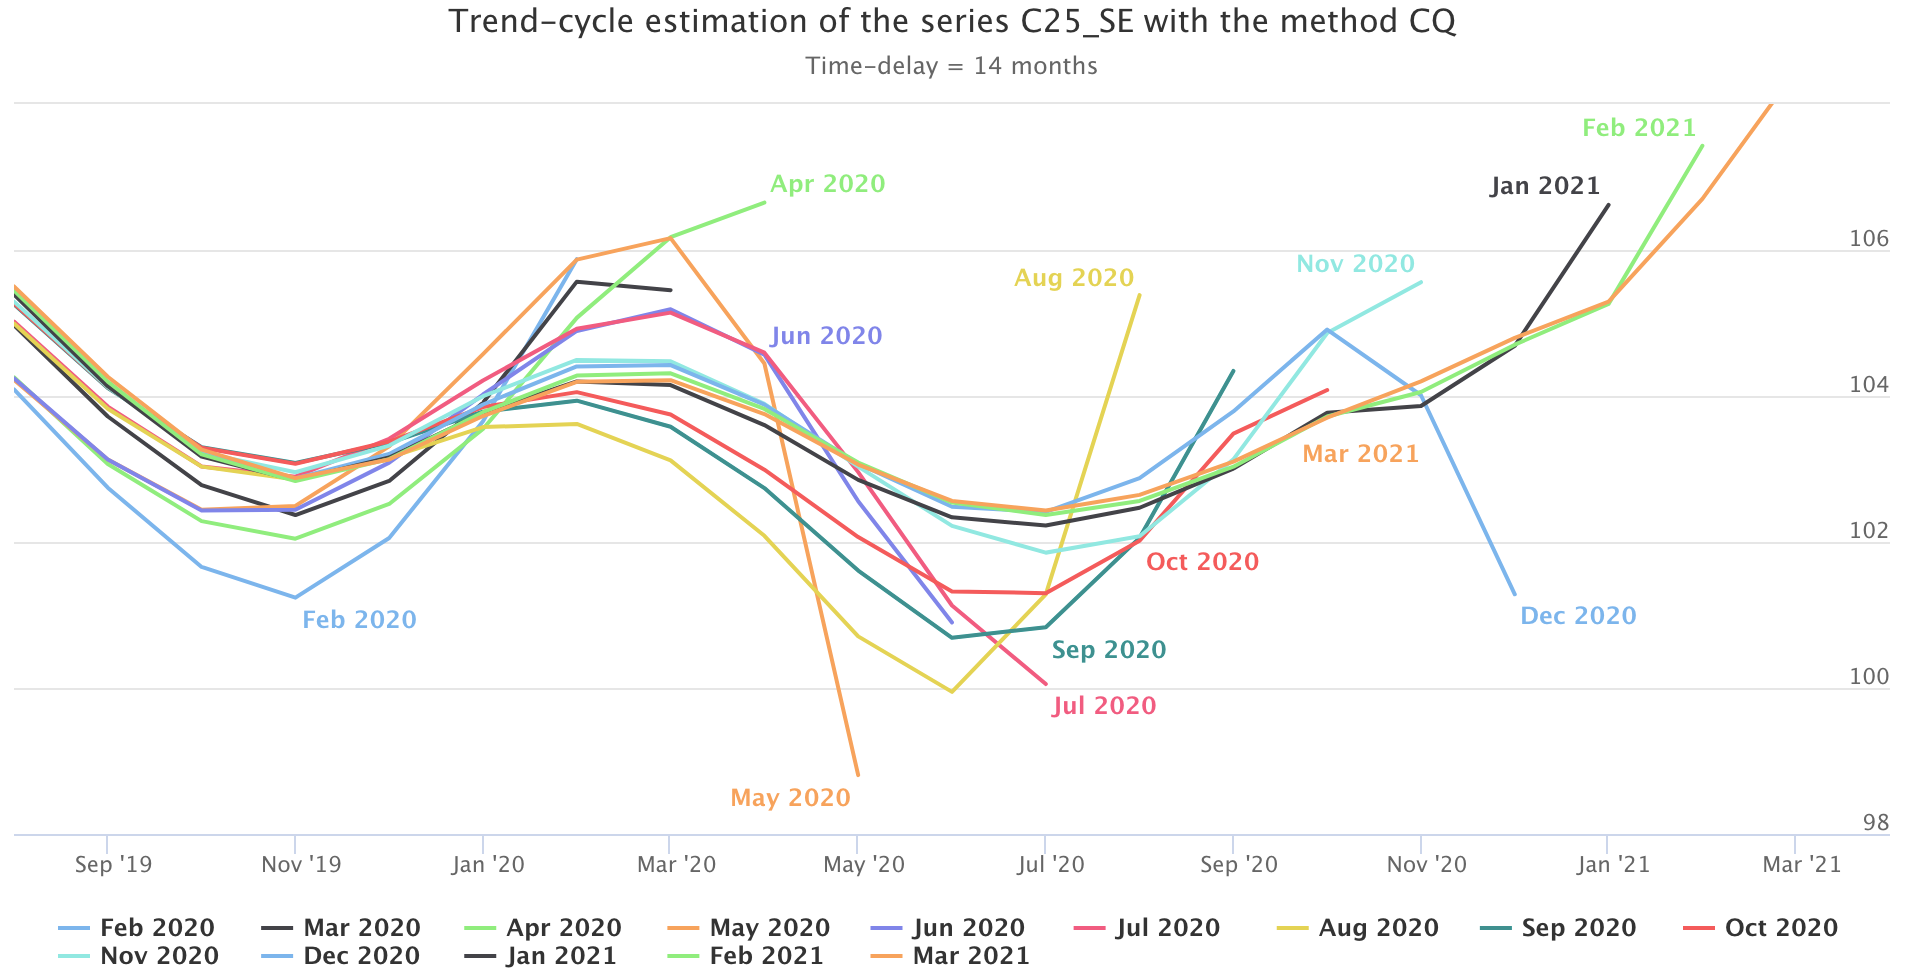 Trend-cycle estimation of the series C25_SE with the method CQ
Time-delay = 14 months
Feb 2021
Apr 2020
Jan 2021
106
Nov 2020
Aug 2020
Jun 2020
104
Mar 2021
102
Oct 2020
Feb 2020
Dec 2020
Sep 2020
100
Jul 2020
May 2020
98
Sep '19 Nov '19 Jan '20 Mar '20 May '20 Jul '20 Sep '20 Nov '20 Jan '21 Mar '21
Feb 2020 Mar 2020 Apr 2020 May 2020 Jun 2020 Jul 2020 Aug 2020 Sep 2020 Oct 2020
Nov 2020 Dec 2020 Jan 2021 Feb 2021 Mar 2021